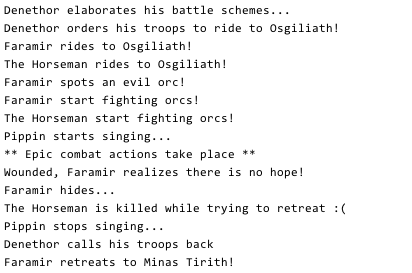 Denethor elaborates his battle schemes...
Denethor orders his troops to ride to Osgiliath!
Faramir rides to Osgiliath!
The Horseman rides to Osgiliath!
Faramir spots an evil orc!
Faramir start fighting orcs!
The Horseman start fighting orcs!
Pippin starts singing...
** Epic combat actions take place **
Wounded, Faramir realizes there is no hope!
Faramir hides...
The Horseman is killed while trying to retreat :(
Pippin stops singing...
Denethor calls his troops back
Faramir retreats to Minas Tirith!